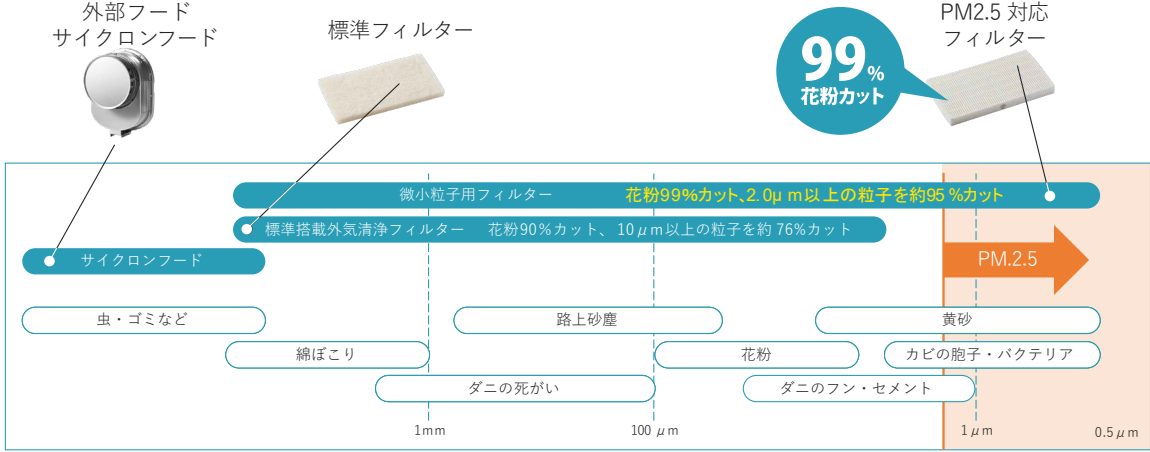 外部フード
サイクロンフード
標準フィルター
PM2.5 対応
フィルター
99%
花粉カット
微小粒子用フィルター 花粉99%カット、2.0μm以上の粒子を約95%カット
標準搭載外気清浄フィルター 花粉90%カット、10μm以上の粒子を約76%カット
サイクロンフード
PM.2.5
虫・ゴミなど
路上砂塵
黄砂
綿ぼこり
花粉
カビの胞子・バクテリア
ダニの死がい
ダニのフン・セメント
1mm
100μm
1μm
0.5μm